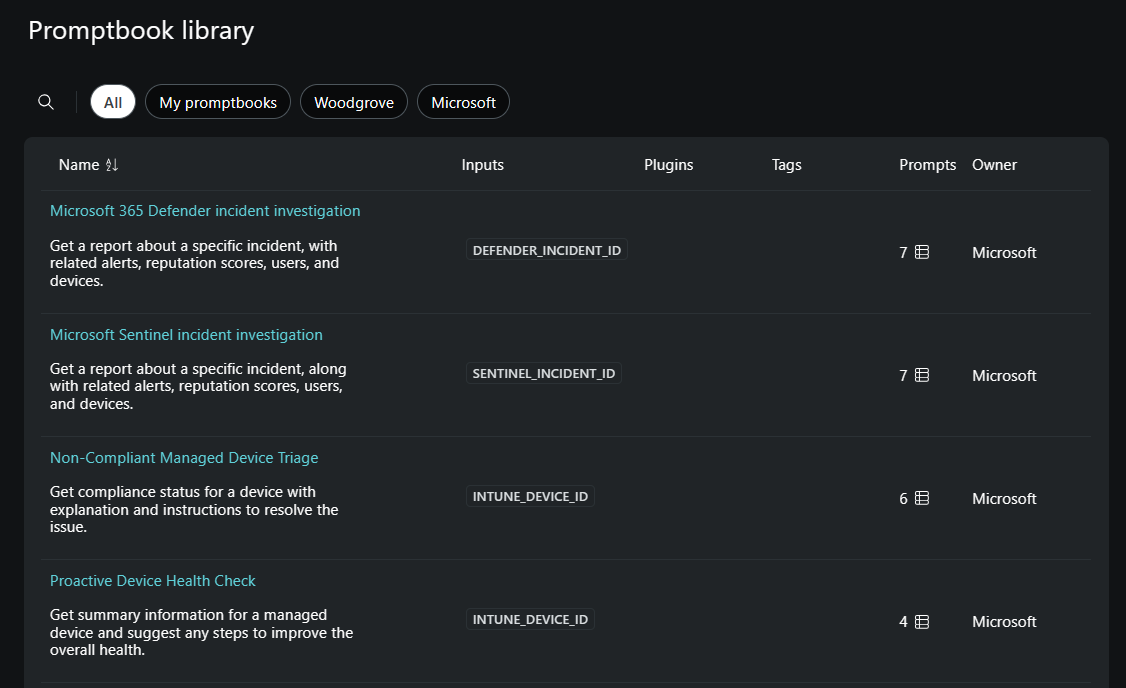 Promptbook library
All
My promptbooks
Woodgrove
Microsoft
Name
Inputs
Plugins
Tags
Prompts
Owner
Microsoft 365 Defender incident investigation
Get a report about a specific incident, with
related alerts, reputation scores, users, and
devices.
DEFENDER_INCIDENT_ID
7
Microsoft
Microsoft Sentinel incident investigation
Get a report about a specific incident, along
with related alerts, reputation scores, users,
and devices.
SENTINEL_INCIDENT_ID
7
Microsoft
Non-Compliant Managed Device Triage
Get compliance status for a device with
explanation and instructions to resolve the
issue.
INTUNE_DEVICE_ID
6
Microsoft
Proactive Device Health Check
Get summary information for a managed
device and suggest any steps to improve the
overall health.
INTUNE_DEVICE_ID
4
Microsoft